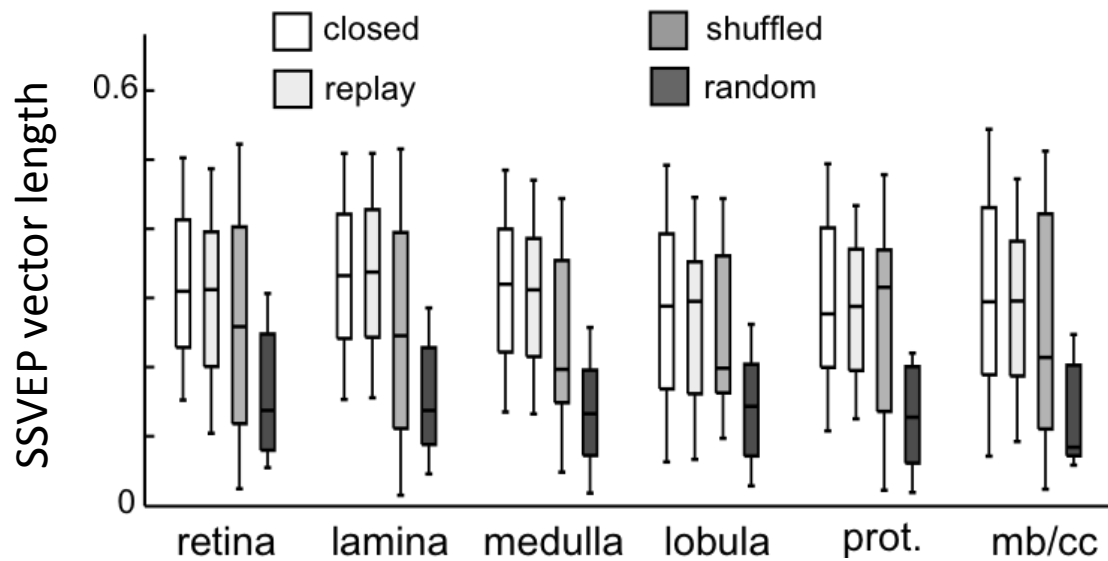 closed
shuffled
replay
random
SSVEP vector length
0.6
0
retina
lamina
medulla
lobula
prot.
mb/cc